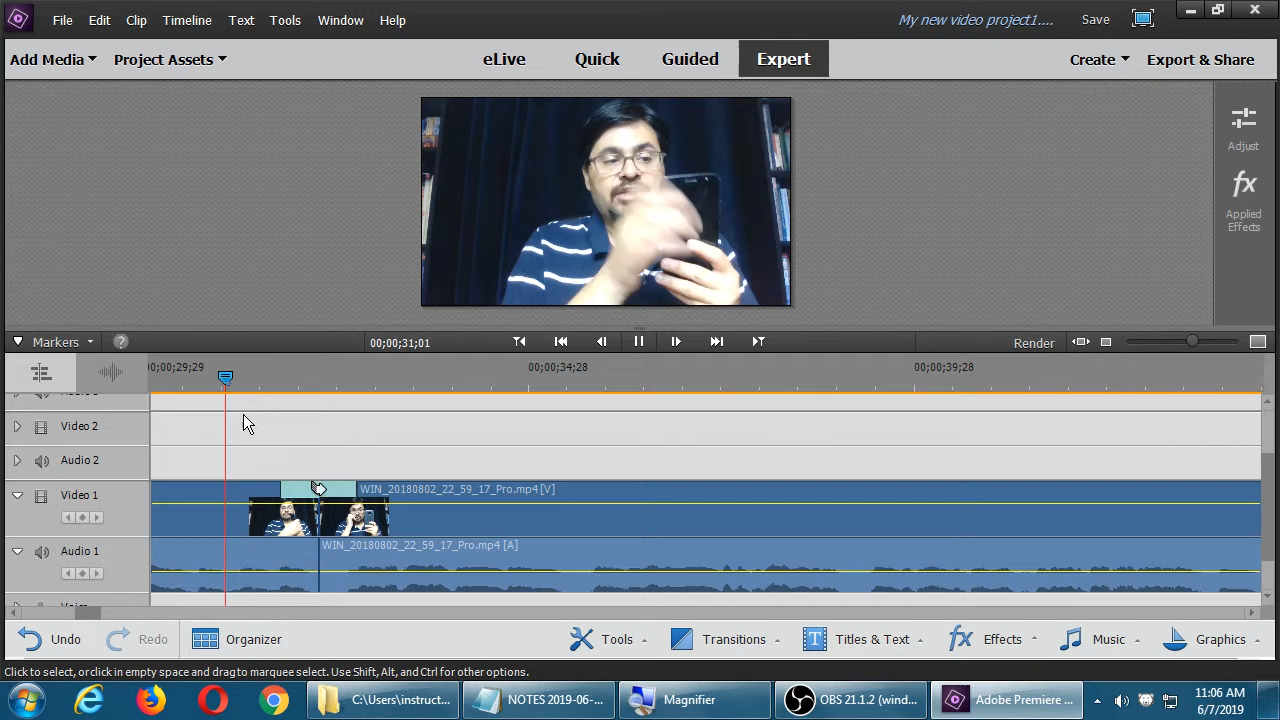 File Edit Clip Timeline Text Tools Window Help
My new video project1.... Save
Add Media Project Assets
eLive Quick Guided Expert
Create Export & Share
Adjust
fx
Applied
Effects
Markers ? 00;00;31;01 Render
00;00;29;29 00;00;34;28 00;00;39;28
Video 2
Audio 2
Video 1
WIN_20180802_22_59_17_Pro.mp4 [V]
Audio 1
WIN_20180802_22_59_17_Pro.mp4 [A]
Undo Redo Organizer Tools Transitions T Titles & Text fx Effects Music Graphics
Click to select, orclick in empty space and drag to marquee select. Use Shift, Alt, and Ctrl for other options.
C:\Users\instruct... NOTES 2019-06-... Magnifier OBS 21.1.2 (wind... Adobe Premiere ...
11:06 AM
6/7/2019